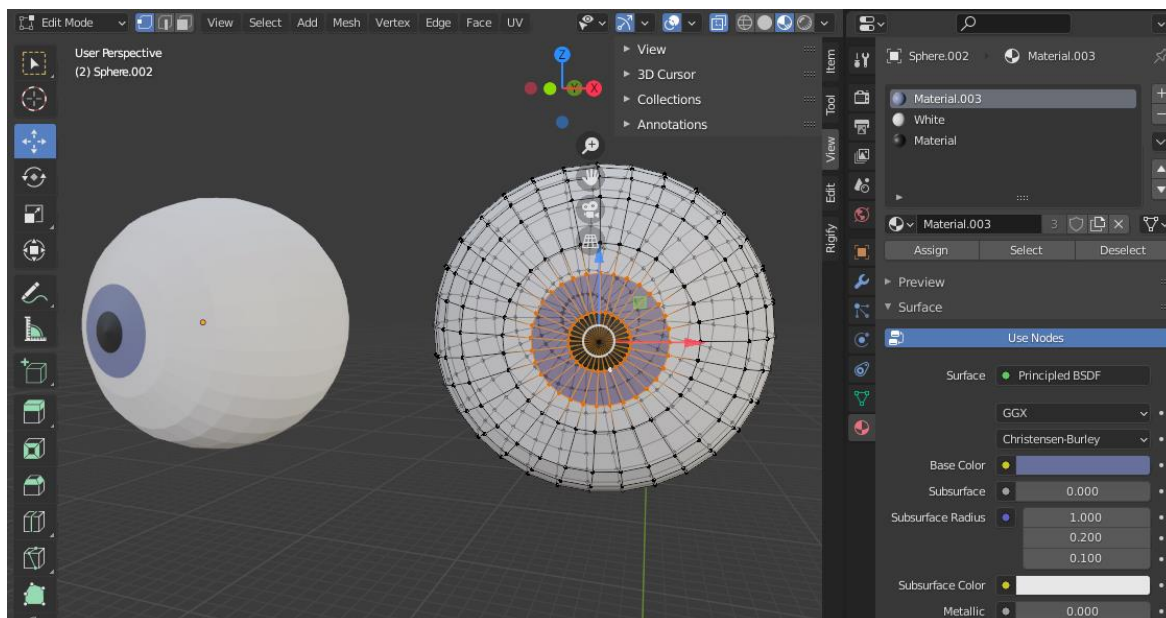 Edit Mode View Select Add Mesh Vertex Edge Face UV
User Perspective
(2) Sphere.002
Z
Y
X
View
3D Cursor
Collections
Annotations
Item
Tool
View
Edit
Rigify
Sphere.002 Material.003
Material.003
White
Material
Material.003 3
Assign Select Deselect
Preview
Surface
Use Nodes
Surface Principled BSDF
GGX
Christensen-Burley
Base Color
Subsurface 0.000
Subsurface Radius 1.000
0.200
0.100
Subsurface Color
Metallic 0.000